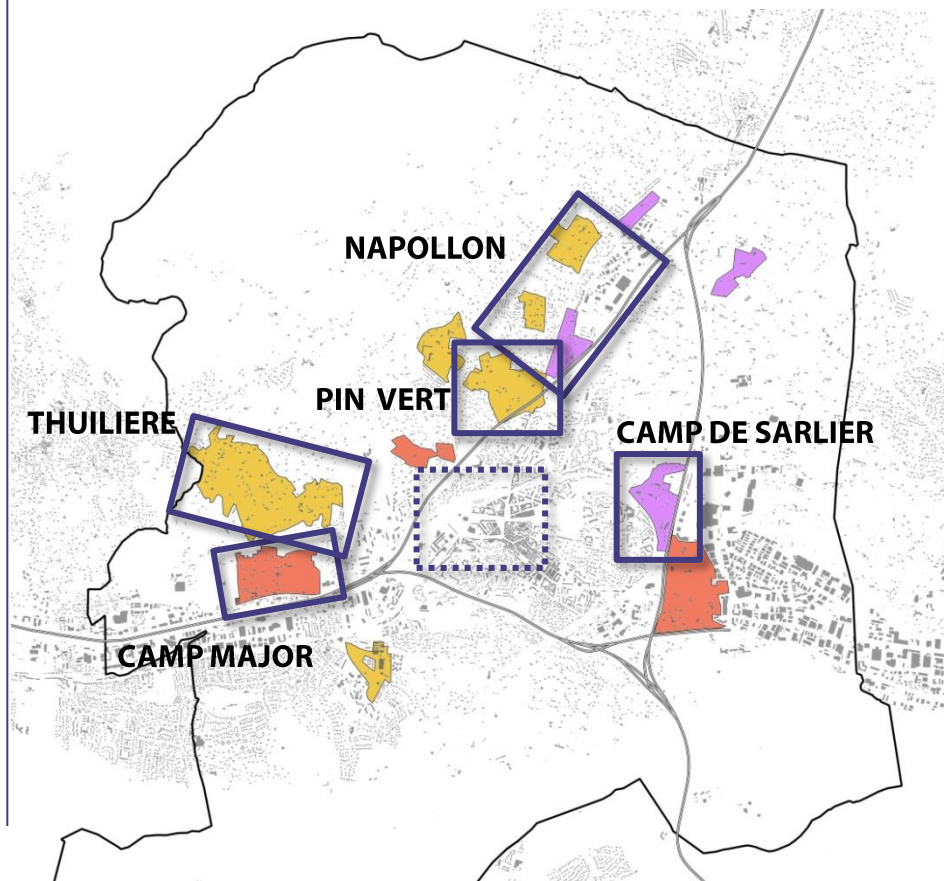 NAPOLLON
PIN VERT
THUILIERE
CAMP DE SARLIER
CAMP MAJOR